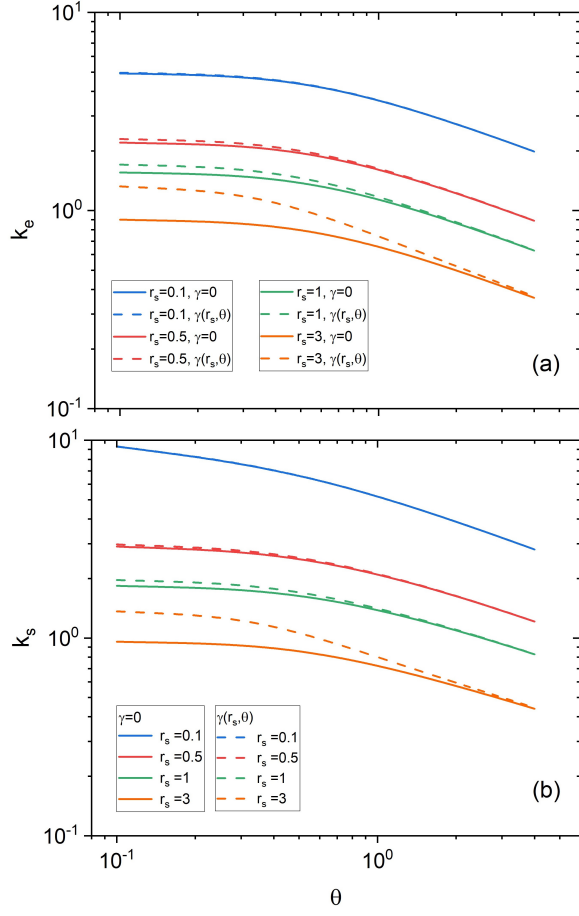 10¹
kₑ
10⁰
rₛ=0.1, γ=0
rₛ=0.1, γ(rₛ,θ)
rₛ=0.5, γ=0
rₛ=0.5, γ(rₛ,θ)
rₛ=1, γ=0
rₛ=1, γ(rₛ,θ)
rₛ=3, γ=0
rₛ=3, γ(rₛ,θ)
(a)
10⁻¹
10¹
kₛ
10⁰
γ=0
rₛ =0.1
rₛ =0.5
rₛ =1
rₛ =3
γ(rₛ,θ)
rₛ =0.1
rₛ =0.5
rₛ =1
rₛ =3
(b)
10⁻¹
10⁻¹ 10⁰
θ